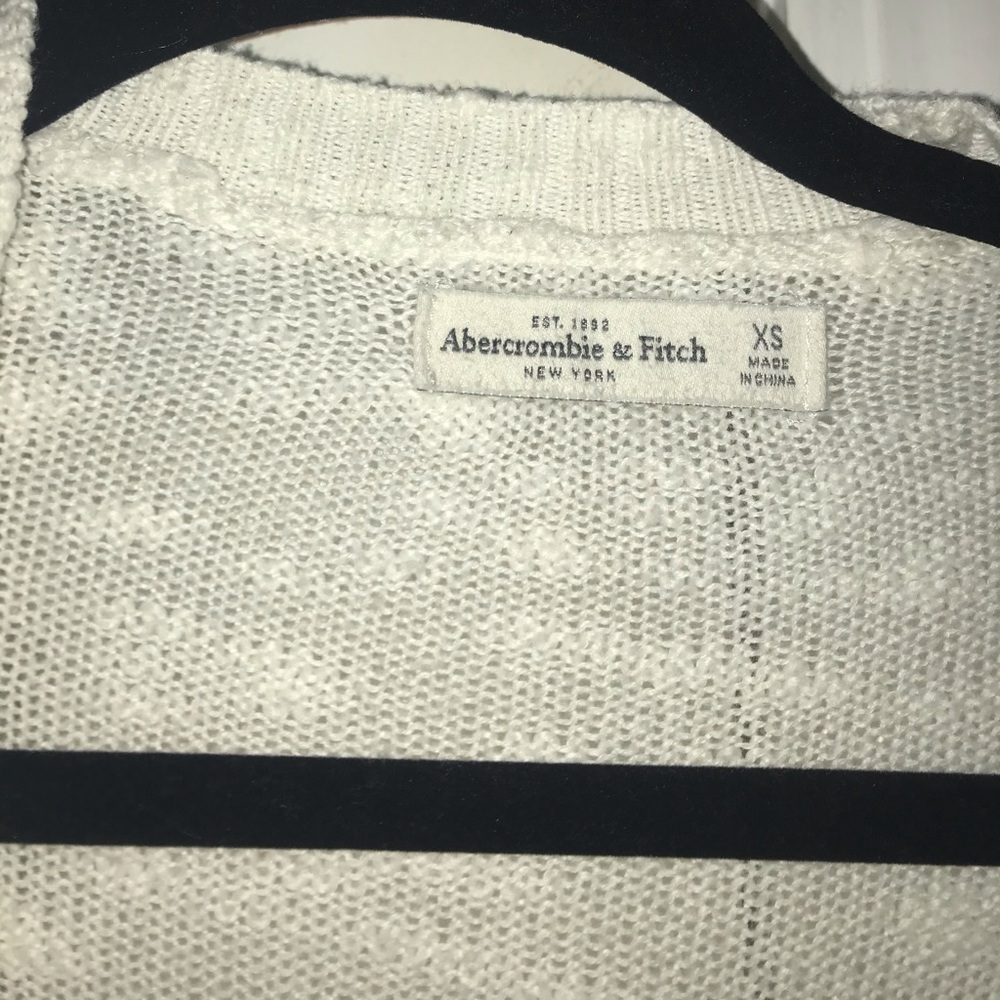 EST. 1892
Abercrombie & Fitch
NEW YORK
XS
MADE
IN CHINA